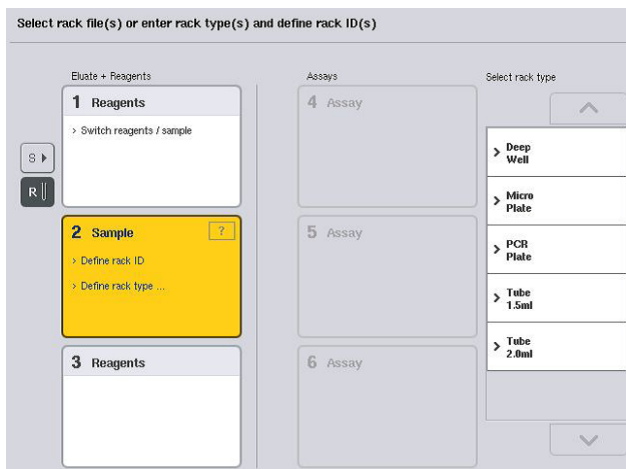 Select rack file(s) or enter rack type(s) and define rack ID(s)
Eluate + Reagents
Assays
Select rack type
1 Reagents
> Switch reagents / sample
S
R
2 Sample
?
> Define rack ID
> Define rack type ...
3 Reagents
4 Assay
5 Assay
6 Assay
> Deep
Well
> Micro
Plate
> PCR
Plate
> Tube
1.5ml
> Tube
2.0ml